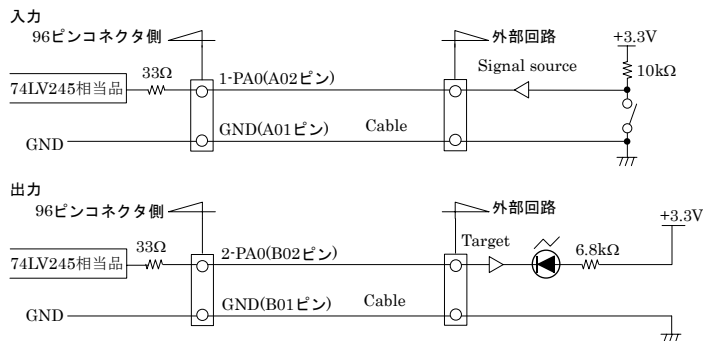 入力
96ピンコネクタ側
外部回路
+3.3V
33Ω
1-PA0(A02ピン)
Signal source
10kΩ
74LV245相当品
GND(A01ピン)
Cable
GND
出力
96ピンコネクタ側
外部回路
+3.3V
33Ω
2-PA0(B02ピン)
Target
6.8kΩ
74LV245相当品
GND(B01ピン)
Cable
GND